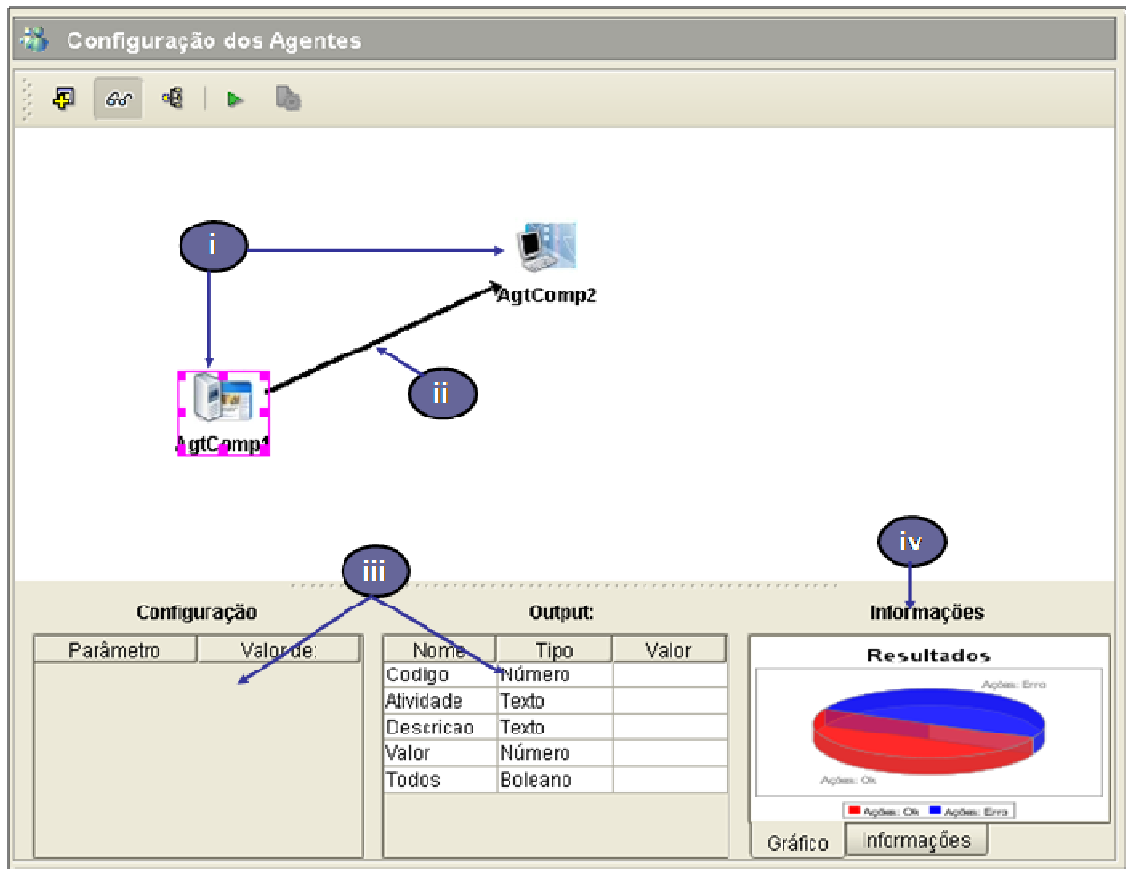 Configuração dos Agentes
i
AgtComp2
ii
AgtComp1
iv
iii
Configuração
Output:
Informações
Parâmetro Valor de:
Nome Tipo Valor
Codigo Número
Atividade Texto
Descricao Texto
Valor Número
Todos Boleano
Resultados
Ações: Erro
Ações: Ok
Ações: Ok Ações: Erro
Gráfico Informações